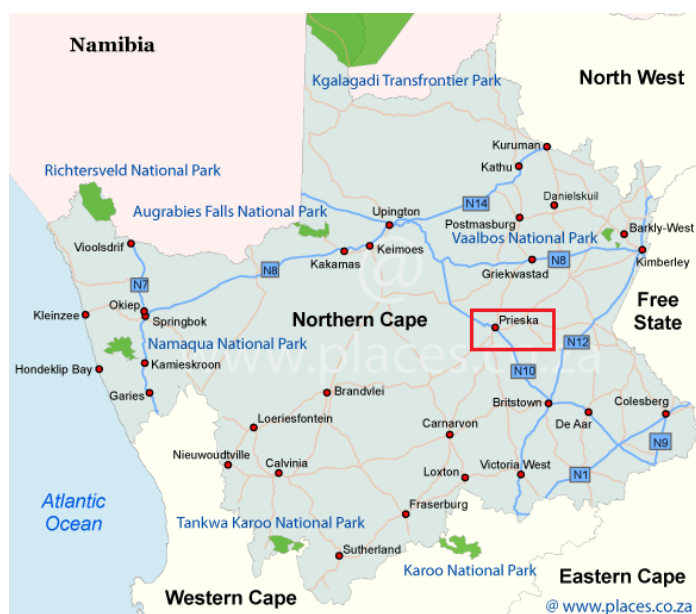 Namibia
Kgalagadi Transfrontier Park
North West
Kuruman
Kathu
Richtersveld National Park
N14
Danielskuil
Augrabies Falls National Park
Upington
Postmasburg
Barkly-West
Vaalbos National Park
Vioolsdrif
Keimoes
Kakamas
N8
N8
Griekwastad
Kimberley
N7
@
Okiep
Kleinzee
Springbok
Northern Cape
Prieska
Free
State
Namaqua National Park
N12
www.places.co.za
Hondeklip Bay
Kamieskroon
N10
Garies
Brandvlei
Britstown
Colesberg
Loeriesfontein
Carnarvon
De Aar
N9
Nieuwoudtville
Calvinia
Loxton
Victoria West
N1
Atlantic
Ocean
Fraserburg
Tankwa Karoo National Park
Sutherland
Karoo National Park
Eastern Cape
Western Cape
@ www.places.co.za